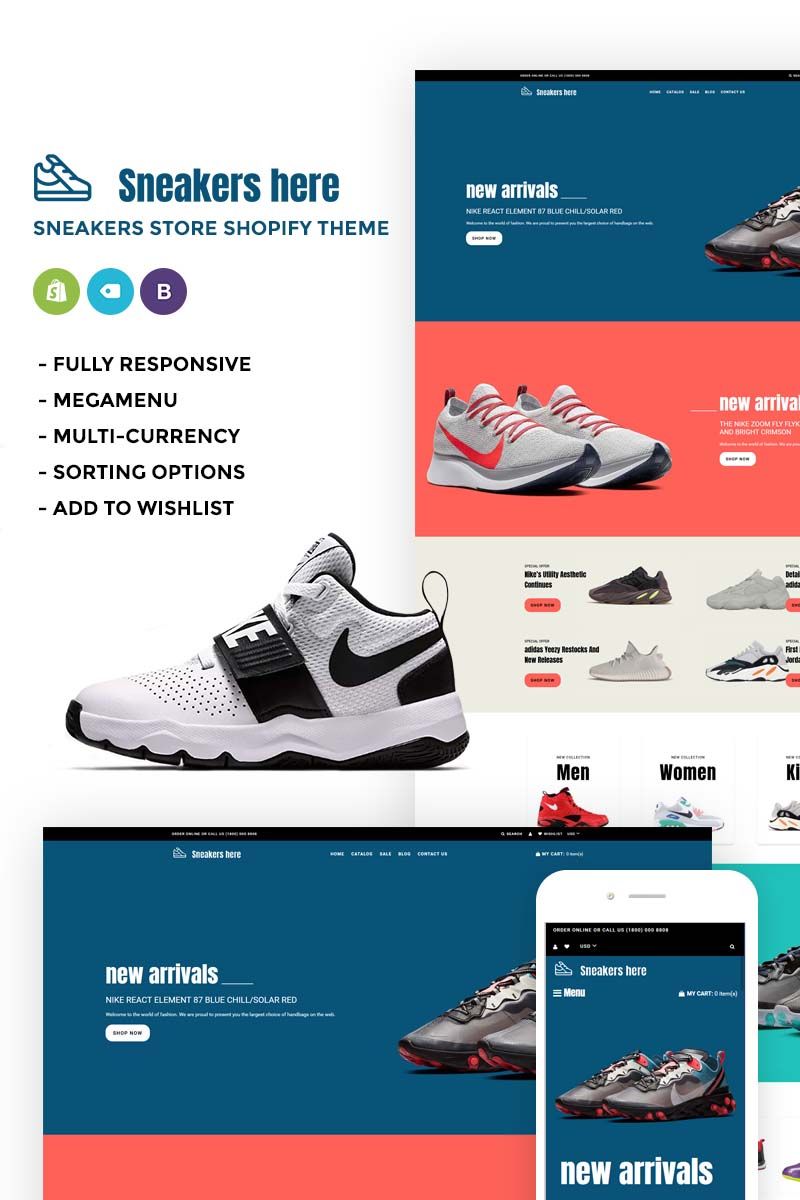 Sneakers here
SNEAKERS STORE SHOPIFY THEME
B
- FULLY RESPONSIVE
- MEGAMENU
- MULTI-CURRENCY
- SORTING OPTIONS
- ADD TO WISHLIST
ORDER ONLINE OR CALL US (1800) 000 8808
Sneakers here
HOME CATALOG SALE BLOG CONTACT US
new arrivals
NIKE REACT ELEMENT 87 BLUE CHILL/SOLAR RED
Welcome to the world of fashion. We are proud to present you the largest choice of handbags on the web.
SHOP NOW
new arrival
THE NIKE ZOOM FLY FLYK
AND BRIGHT CRIMSON
Welcome to the world of fashion. We are prou
SHOP NOW
SPECIAL OFFER
Nike's Utility Aesthetic
Continues
SHOP NOW
SPECIAL OFFER
Detai
adida
SHOP
SPECIAL OFFER
adidas Yeezy Restocks And
New Releases
SHOP NOW
SPECIAL OFFER
First
Jorda
SHOP
NEW COLLECTION
Men
NEW COLLECTION
Women
NEW
Ki
ORDER ONLINE OR CALL US (1800) 000 8808
SEARCH WISHLIST USD
Sneakers here
HOME CATALOG SALE BLOG CONTACT US
MY CART: 0 item(s)
new arrivals
NIKE REACT ELEMENT 87 BLUE CHILL/SOLAR RED
Welcome to the world of fashion. We are proud to present you the largest choice of handbags on the web.
SHOP NOW
ORDER ONLINE OR CALL US (1800) 000 8808
USD
Sneakers here
Menu
MY CART: 0 item(s)
new arrivals